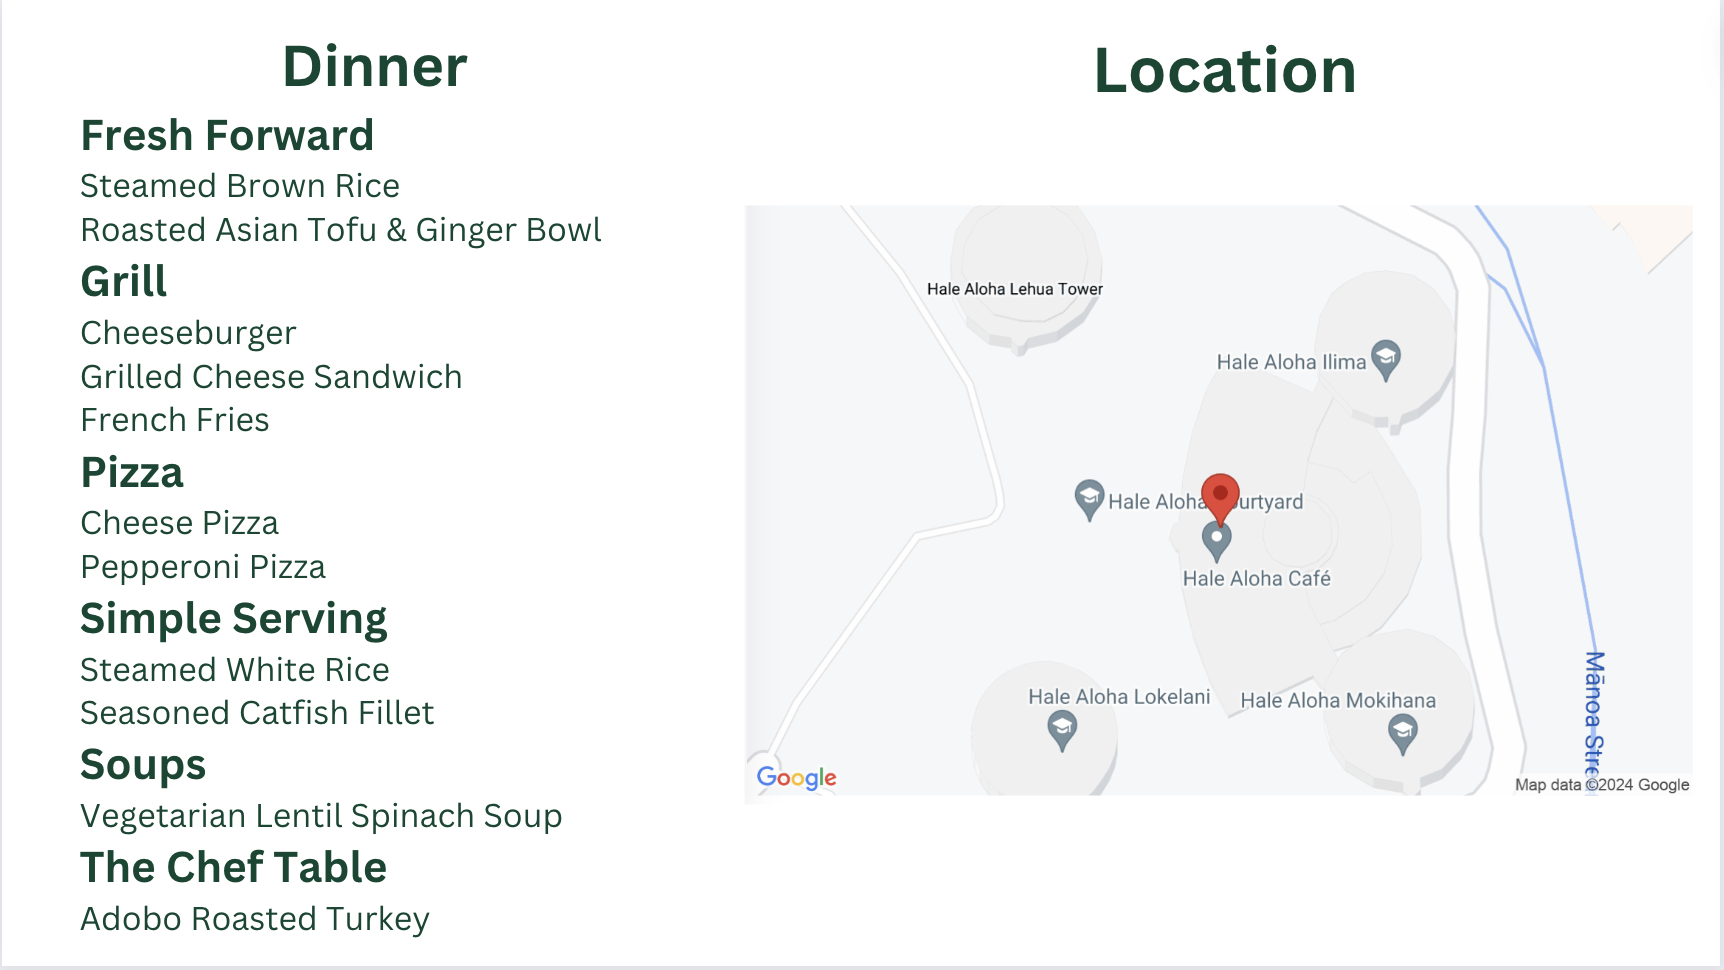 Dinner
Fresh Forward
Steamed Brown Rice
Roasted Asian Tofu & Ginger Bowl
Grill
Cheeseburger
Grilled Cheese Sandwich
French Fries
Pizza
Cheese Pizza
Pepperoni Pizza
Simple Serving
Steamed White Rice
Seasoned Catfish Fillet
Soups
Vegetarian Lentil Spinach Soup
The Chef Table
Adobo Roasted Turkey
Location
Hale Aloha Lehua Tower
Hale Aloha Ilima
Hale Aloha urtyard
Hale Aloha Café
Hale Aloha Lokelani
Hale Aloha Mokihana
Mānoa Stre
Google
Map data ©2024 Google